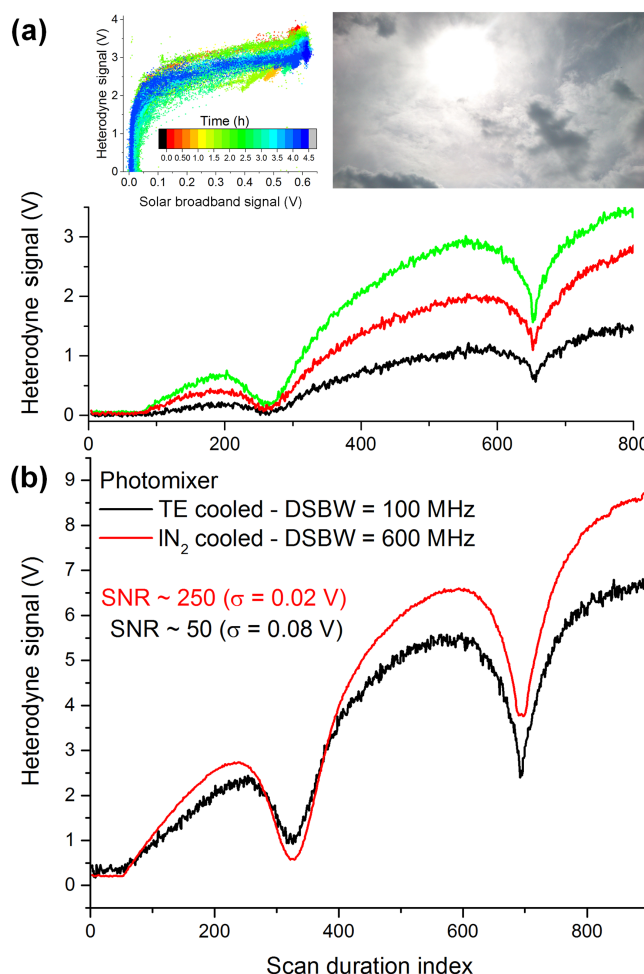 (a)
Heterodyne signal (V)
4
3
2
1
0
Time (h)
0.0 0.50 1.0 1.5 2.0 2.5 3.0 3.5 4.0 4.5
0.0 0.1 0.2 0.3 0.4 0.5 0.6
Solar broadband signal (V)
Heterodyne signal (V)
3
2
1
0
0 200 400 600 800
(b)
Photomixer
TE cooled - DSBW = 100 MHz
IN2 cooled - DSBW = 600 MHz
SNR ~ 250 (σ = 0.02 V)
SNR ~ 50 (σ = 0.08 V)
Heterodyne signal (V)
9
8
7
6
5
4
3
2
1
0
0 200 400 600 800
Scan duration index